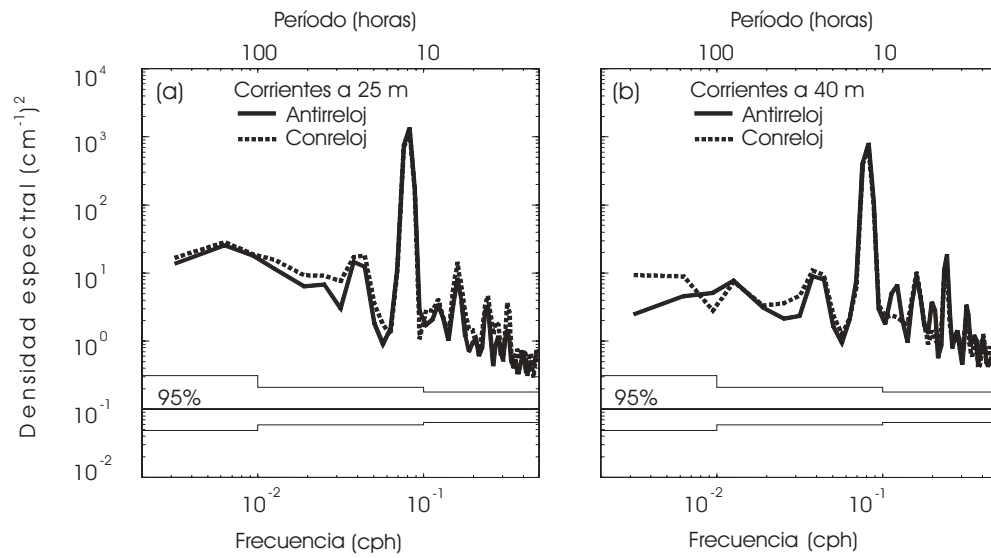 Período (horas)
100 10
(a) Corrientes a 25 m
Antirreloj
Conreloj
10^4
10^3
10^2
10^1
10^0
10^-1
10^-2
Densidad espectral (cm^-1)^2
95%
10^-2 10^-1
Frecuencia (cph)
Período (horas)
100 10
(b) Corrientes a 40 m
Antirreloj
Conreloj
95%
10^-2 10^-1
Frecuencia (cph)